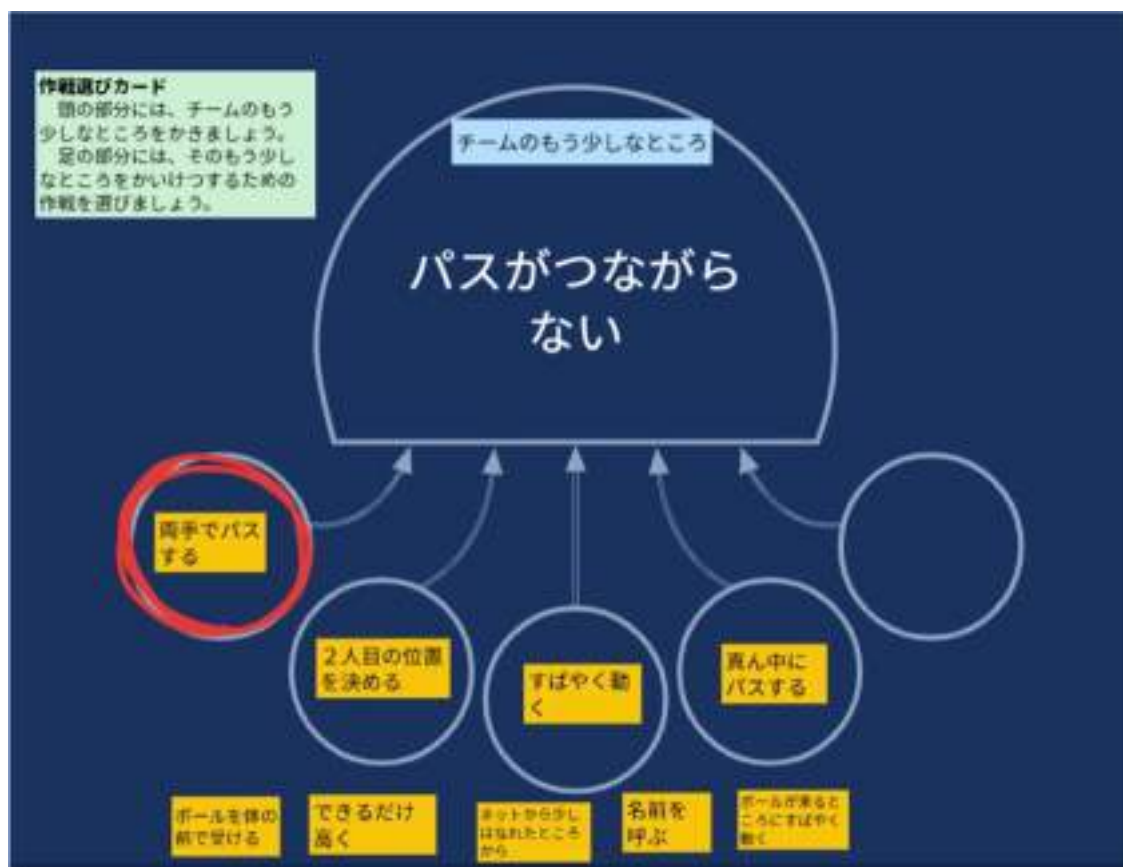 作戦選びカード
頭の部分には、チームのもう
少しなところをかきましょう。
足の部分には、そのもう少し
なところをかいけつするための
作戦を選びましょう。
チームのもう少しなところ
パスがつながら
ない
両手でパス
する
２人目の位置
を決める
すばやく動
く
真ん中に
パスする
ボールを体の
前で受ける
できるだけ
高く
ネットから少し
はなれたところ
から
名前を
呼ぶ
ボールが来ると
ころにすばやく
動く